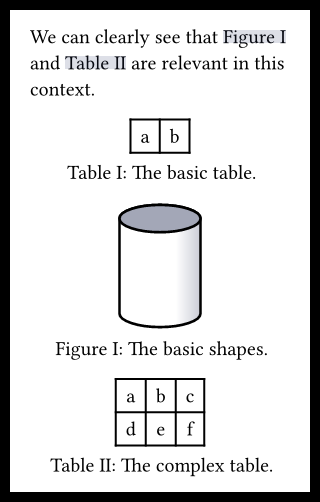 We can clearly see that Figure I
and Table II are relevant in this
context.
a b
Table I: The basic table.
Figure I: The basic shapes.
a b c
d e f
Table II: The complex table.